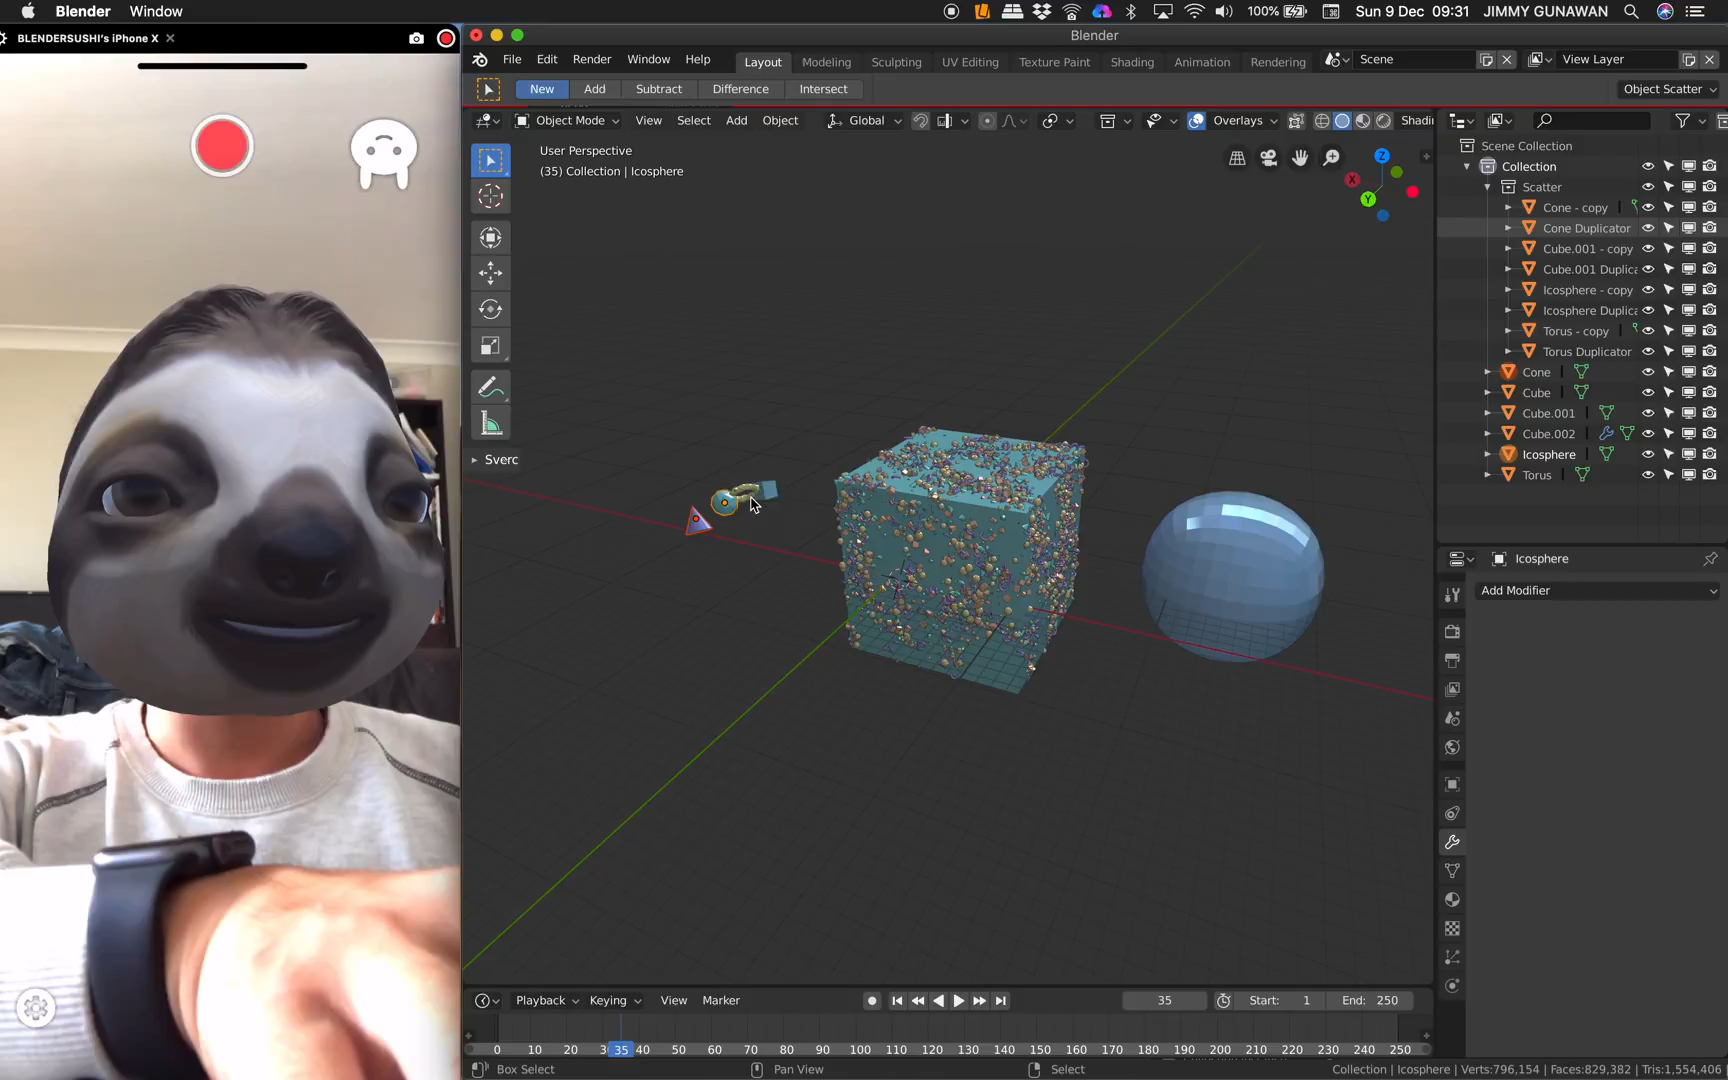 Blender Window 100% Sun 9 Dec 09:31 JIMMY GUNAWAN
BLENDERSUSHI's iPhone X
Blender
File Edit Render Window Help Layout Modeling Sculpting UV Editing Texture Paint Shading Animation Rendering Scene View Layer
New Add Subtract Difference Intersect Object Scatter
Object Mode View Select Add Object Global Overlays Shadi
User Perspective
(35) Collection | Icosphere
Z
X
Y
Sverc
Scene Collection
Collection
Scatter
Cone - copy
Cone Duplicator
Cube.001 - copy
Cube.001 Duplica
Icosphere - copy
Icosphere Duplica
Torus - copy
Torus Duplicator
Cone
Cube
Cube.001
Cube.002
Icosphere
Torus
Icosphere
Add Modifier
Playback Keying View Marker 35 Start: 1 End: 250
0 10 20 35 40 50 60 70 80 90 100 110 120 130 140 150 160 170 180 190 200 210 220 230 240 250
Box Select Pan View Select Collection | Icosphere | Verts:796,154 | Faces:829,382 | Tris:1,554,406